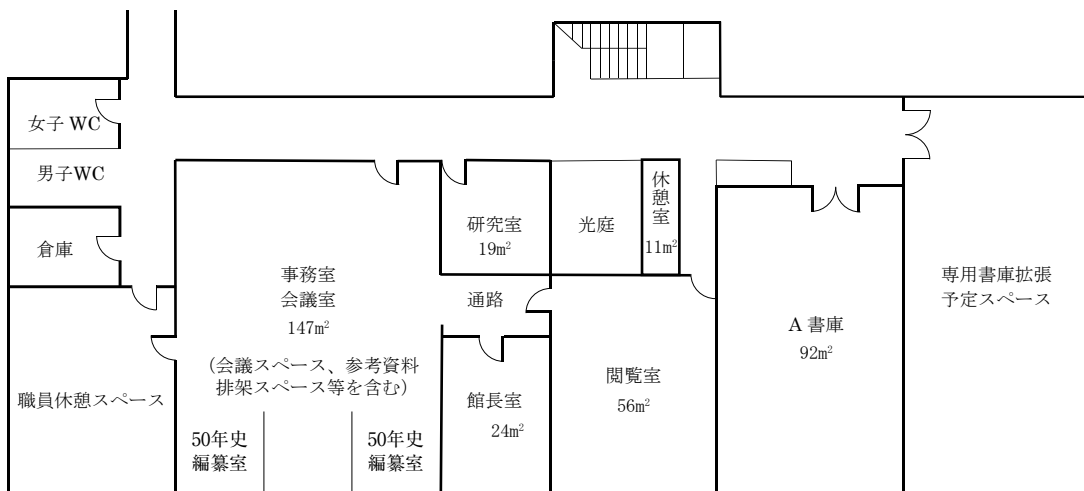 女子 WC
男子WC
倉庫
職員休憩スペース
事務室
会議室
147m²
(会議スペース、参考資料
排架スペース等を含む)
50年史
編纂室
50年史
編纂室
研究室
19m²
通路
館長室
24m²
光庭
休憩室
11m²
閲覧室
56m²
A 書庫
92m²
専用書庫拡張
予定スペース